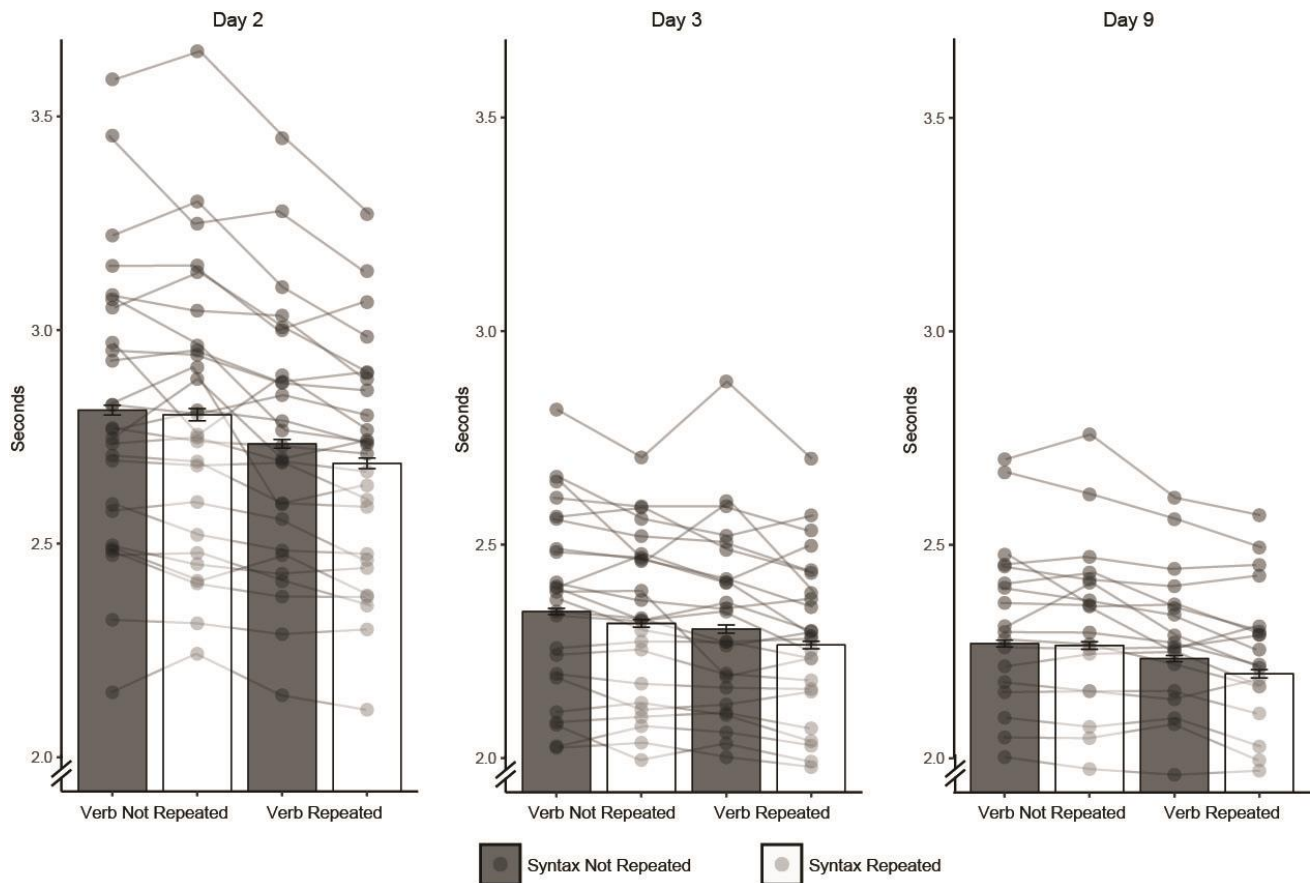 Day 2
Day 3
Day 9
Seconds
3.5
3.0
2.5
2.0
Verb Not Repeated
Verb Repeated
Seconds
3.5
3.0
2.5
2.0
Verb Not Repeated
Verb Repeated
Seconds
3.5
3.0
2.5
2.0
Verb Not Repeated
Verb Repeated
Syntax Not Repeated
Syntax Repeated